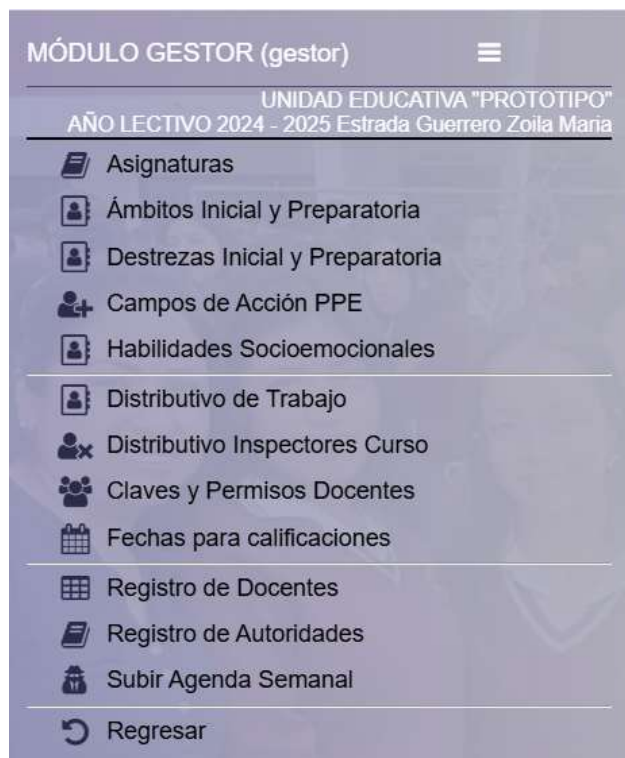 MÓDULO GESTOR (gestor)
UNIDAD EDUCATIVA "PROTOTIPO"
AÑO LECTIVO 2024 - 2025 Estrada Guerrero Zoila Maria
Asignaturas
Ámbitos Inicial y Preparatoria
Destrezas Inicial y Preparatoria
Campos de Acción PPE
Habilidades Socioemocionales
Distributivo de Trabajo
Distributivo Inspectores Curso
Claves y Permisos Docentes
Fechas para calificaciones
Registro de Docentes
Registro de Autoridades
Subir Agenda Semanal
Regresar